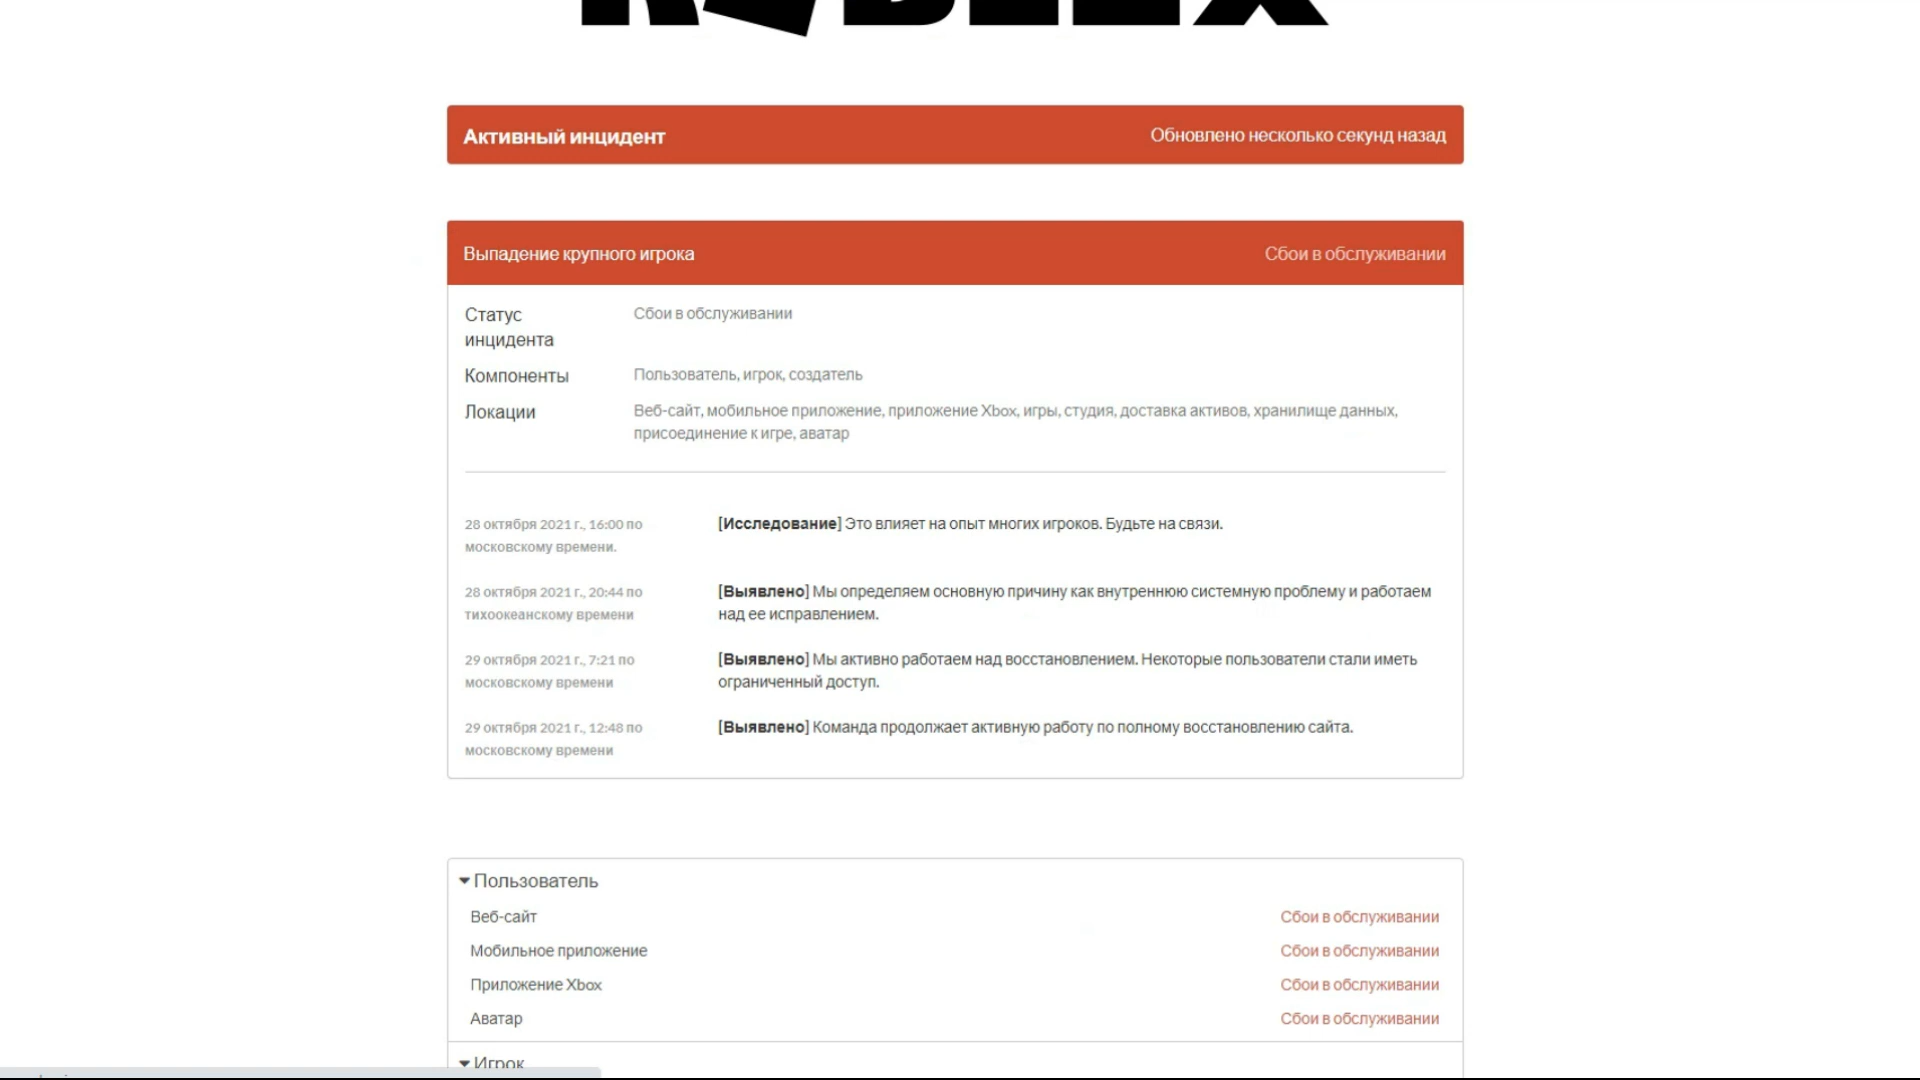 ROBLOX
Активный инцидент
Обновлено несколько секунд назад
Выпадение крупного игрока
Сбои в обслуживании
Статус
инцидента
Сбои в обслуживании
Компоненты
Пользователь, игрок, создатель
Локации
Веб-сайт, мобильное приложение, приложение Xbox, игры, студия, доставка активов, хранилище данных,
присоединение к игре, аватар
28 октября 2021 г., 16:00 по
московскому времени.
[Исследование] Это влияет на опыт многих игроков. Будьте на связи.
28 октября 2021 г., 20:44 по
тихоокеанскому времени
[Выявлено] Мы определяем основную причину как внутреннюю системную проблему и работаем
над ее исправлением.
29 октября 2021 г., 7:21 по
московскому времени
[Выявлено] Мы активно работаем над восстановлением. Некоторые пользователи стали иметь
ограниченный доступ.
29 октября 2021 г., 12:48 по
московскому времени
[Выявлено] Команда продолжает активную работу по полному восстановлению сайта.
Пользователь
Веб-сайт
Сбои в обслуживании
Мобильное приложение
Сбои в обслуживании
Приложение Xbox
Сбои в обслуживании
Аватар
Сбои в обслуживании
Игрок